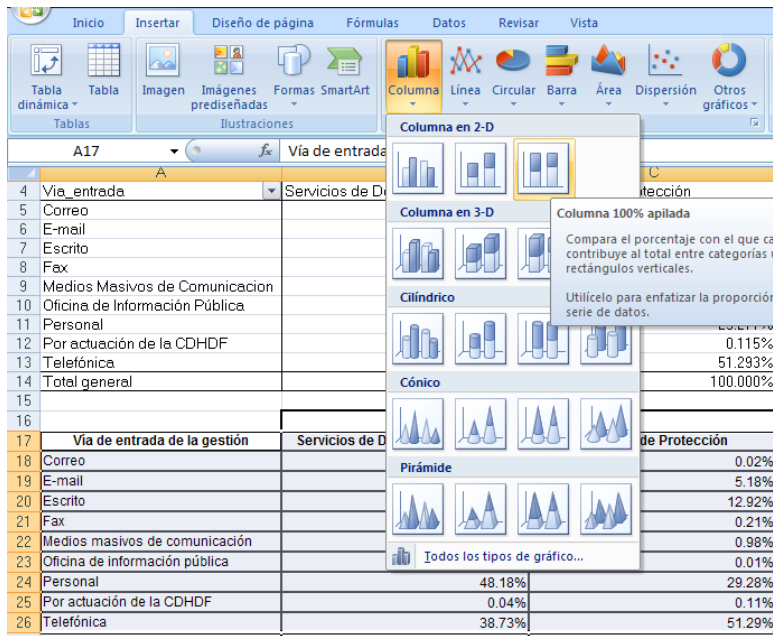 Inicio Insertar Diseño de página Fórmulas Datos Revisar Vista
Tabla dinámica Tabla Imagen Imágenes prediseñadas Formas SmartArt Columna Línea Circular Barra Área Dispersión Otros gráficos
Tablas Ilustraciones
A17 fx Vía de entrada
Columna en 2-D
A C
4 Via_entrada Servicios de D tección
5 Correo
Columna en 3-D
Columna 100% apilada
6 E-mail
Compara el porcentaje con el que ca
7 Escrito
contribuye al total entre categorías
8 Fax
rectángulos verticales.
9 Medios Masivos de Comunicacion
Cilíndrico
Utilícelo para enfatizar la proporción
10 Oficina de Información Pública
serie de datos.
11 Personal
12 Por actuación de la CDHDF 0.115%
13 Telefónica 51.293%
14 Total general 100.000%
Cónico
15
16
17 Via de entrada de la gestión Servicios de D de Protección
18 Correo 0.02%
Pirámide
19 E-mail 5.18%
20 Escrito 12.92%
21 Fax 0.21%
22 Medios masivos de comunicación 0.98%
23 Oficina de información pública 0.01%
Todos los tipos de gráfico...
24 Personal 48.18% 29.28%
25 Por actuación de la CDHDF 0.04% 0.11%
26 Telefónica 38.73% 51.29%